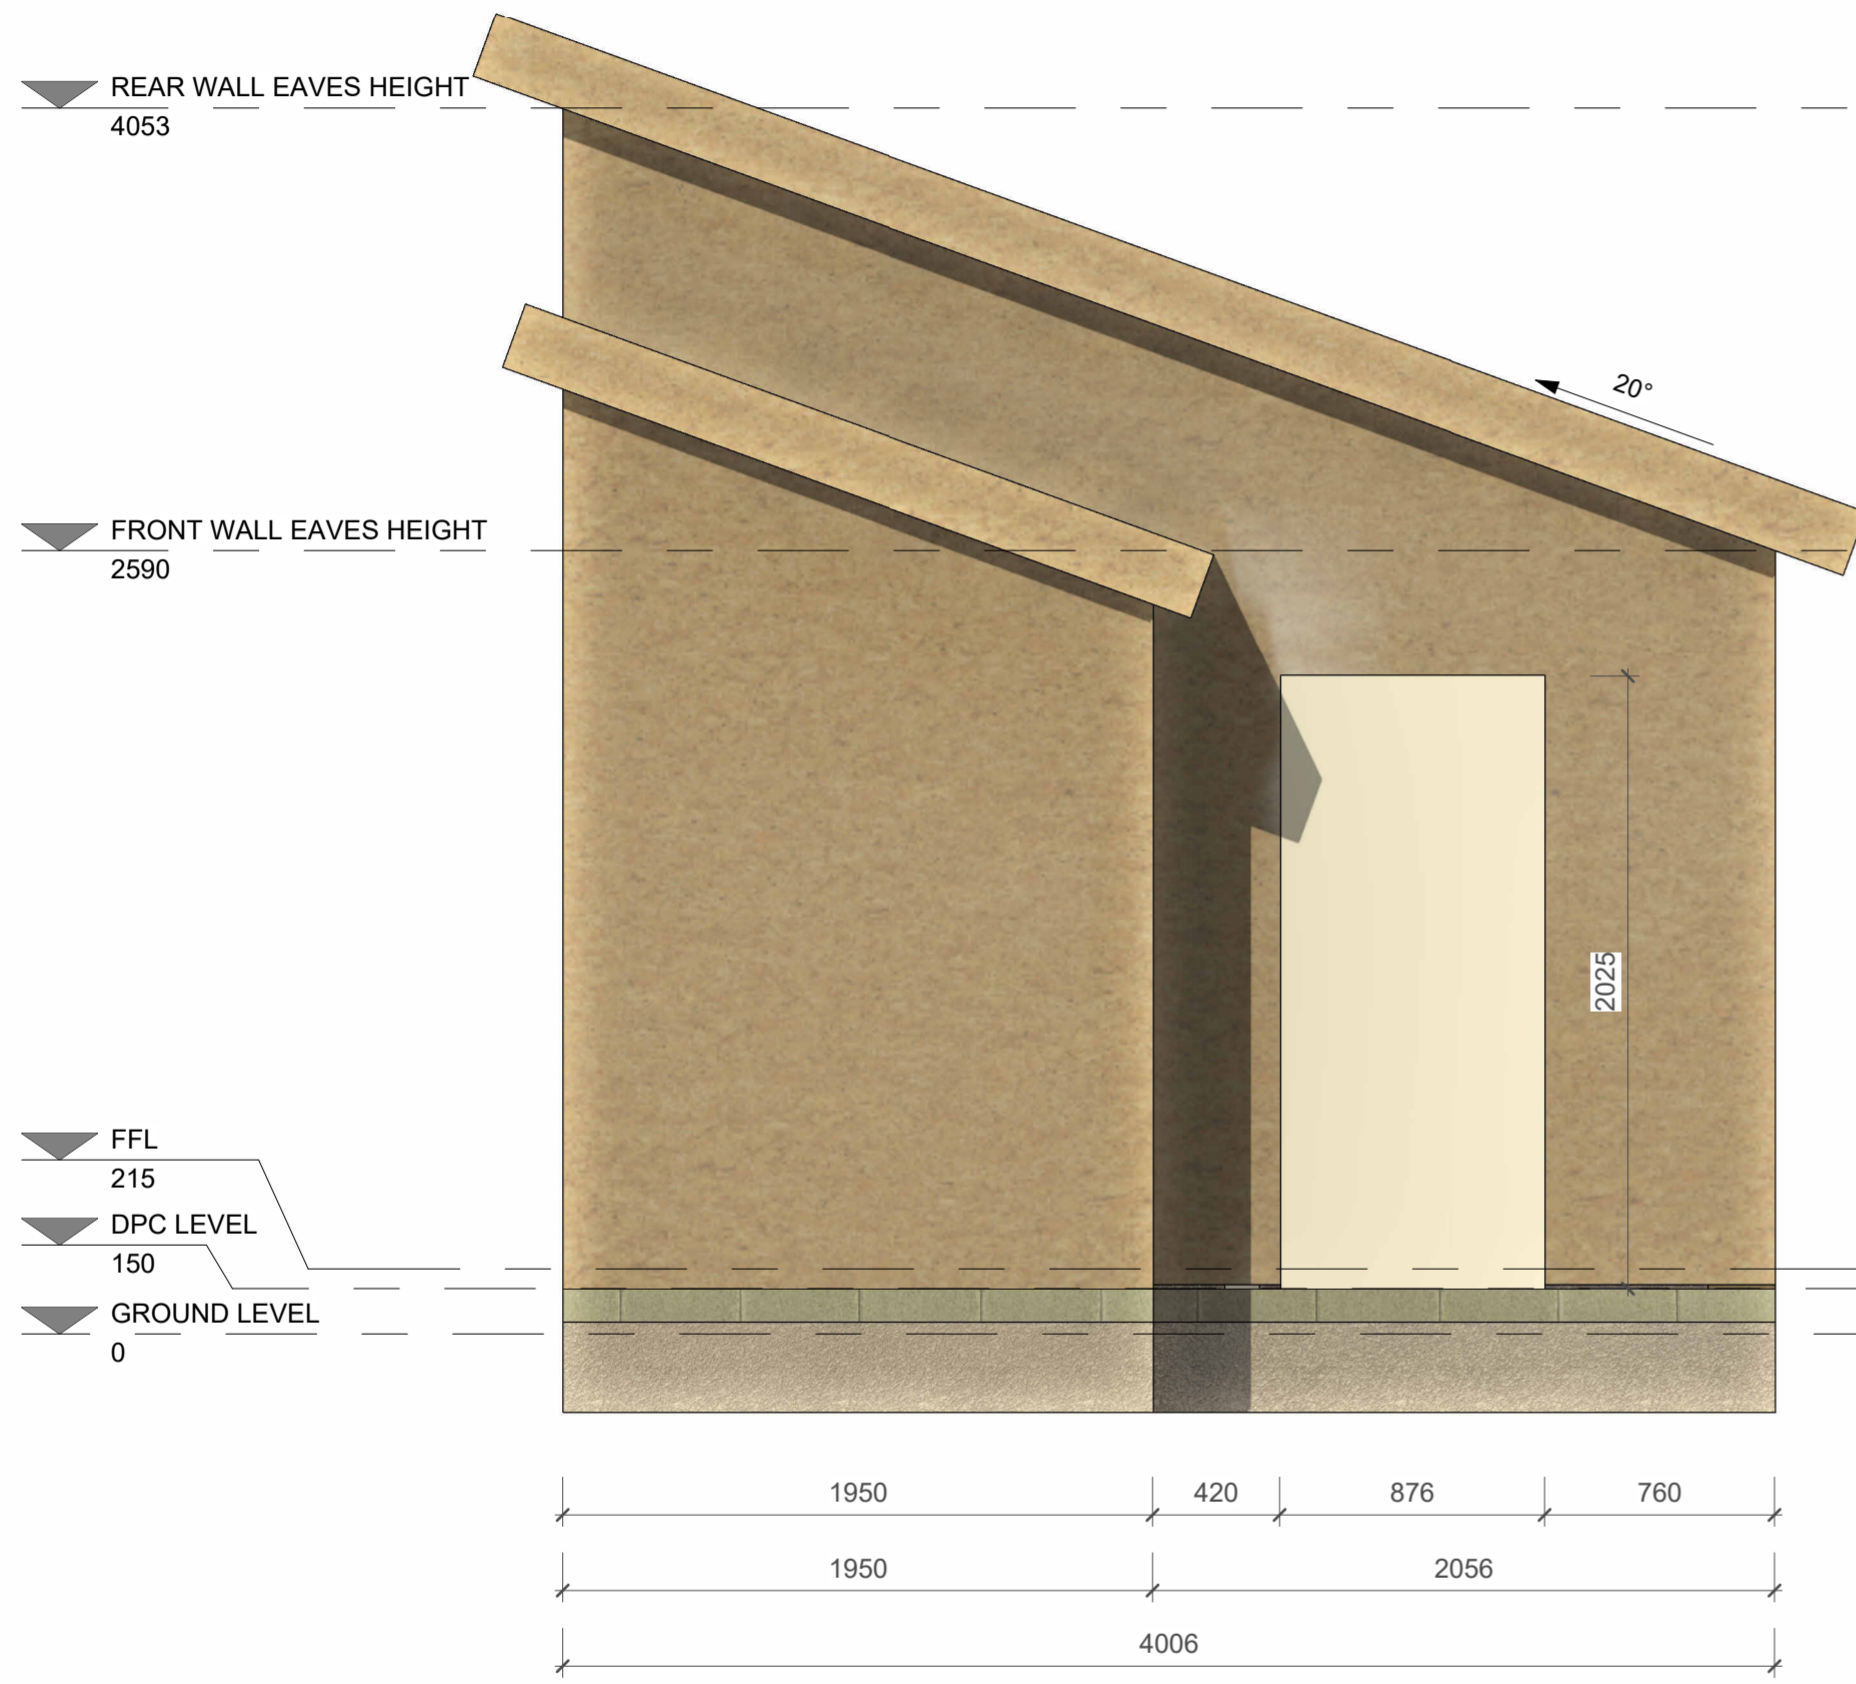 REAR WALL EAVES HEIGHT
4053
20°
FRONT WALL EAVES HEIGHT
2590
2025
FFL
215
DPC LEVEL
150
GROUND LEVEL
0
1950 420 876 760
1950 2056
4006